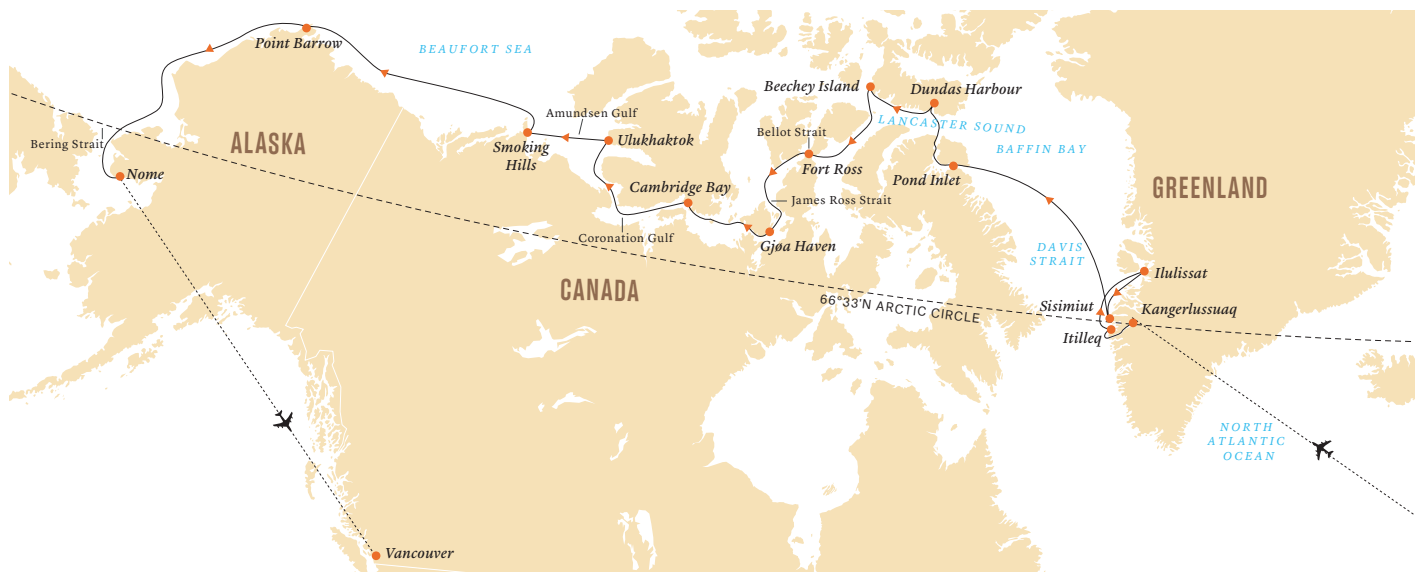 Point Barrow
BEAUFORT SEA
Beechey Island
Dundas Harbour
Amundsen Gulf
LANCASTER SOUND
Bering Strait
ALASKA
Smoking
Hills
Ulukhaktok
Bellot Strait
BAFFIN BAY
Nome
Fort Ross
Pond Inlet
Cambridge Bay
James Ross Strait
GREENLAND
Coronation Gulf
Gjøa Haven
DAVIS
STRAIT
Ilulissat
CANADA
66°33'N ARCTIC CIRCLE
Sisimiut
Kangerlussuaq
Itilleq
NORTH
ATLANTIC
OCEAN
Vancouver